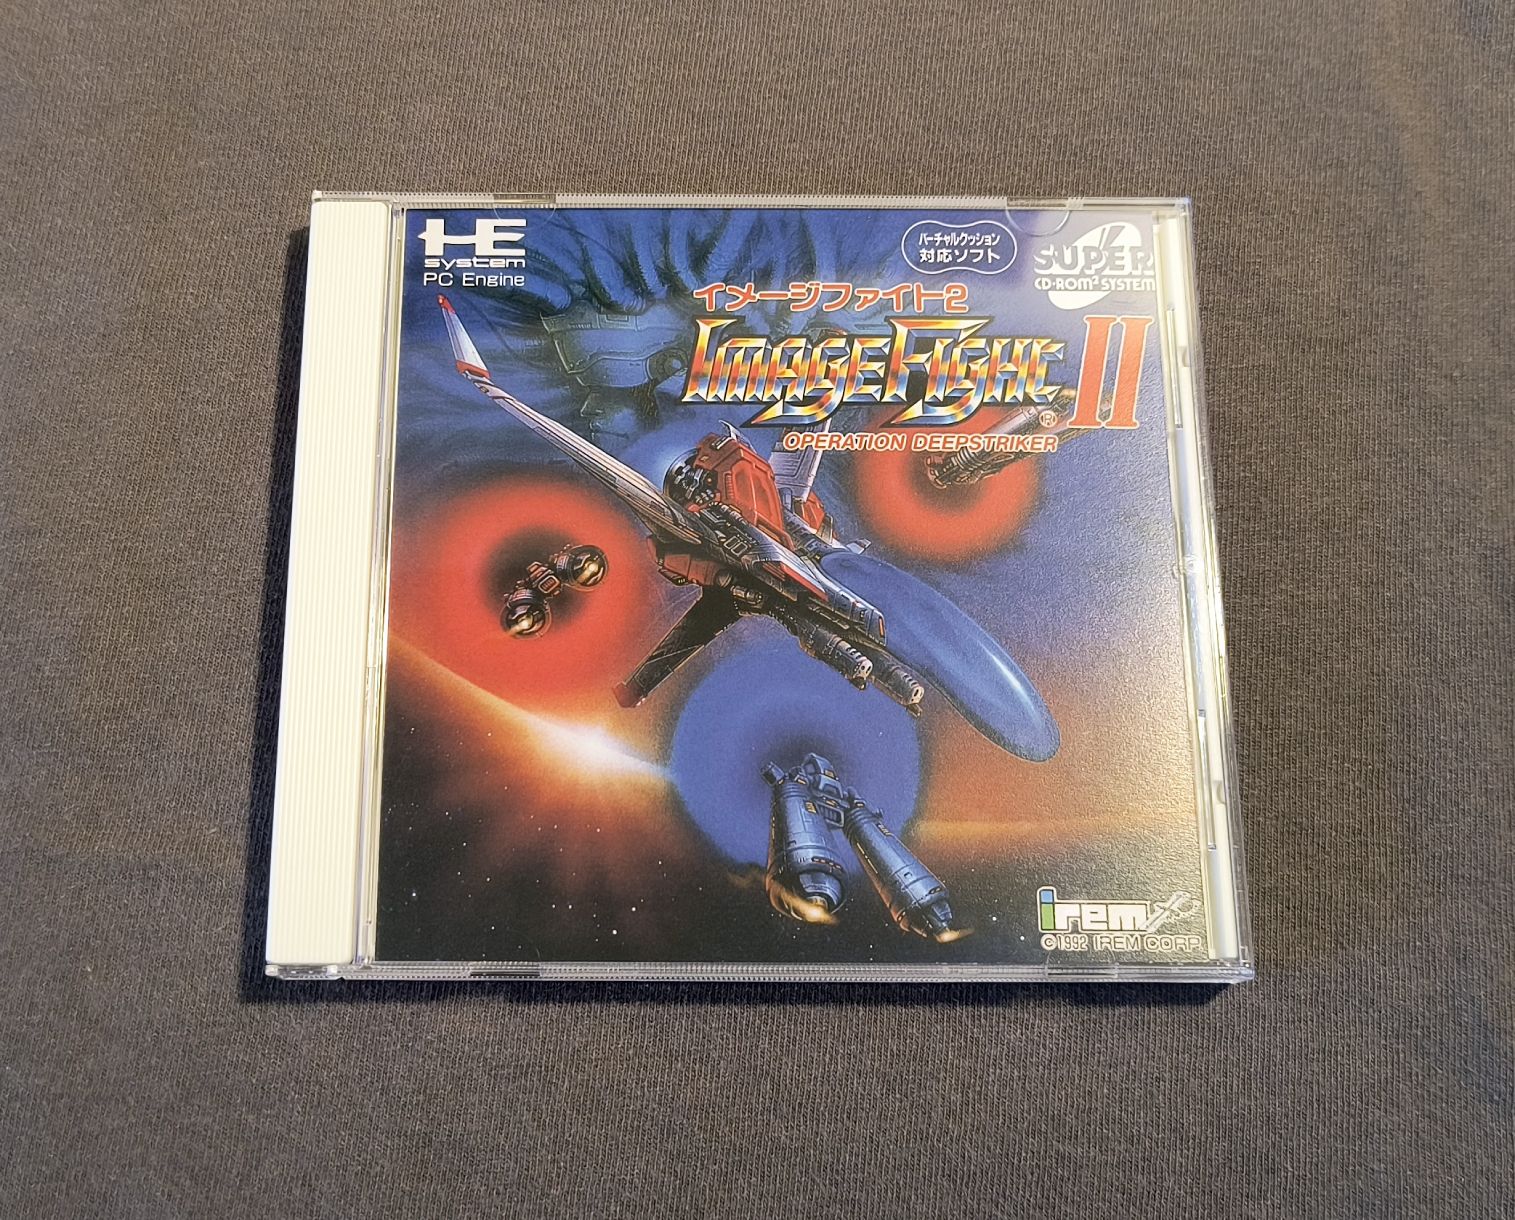 HE
system
PC Engine
バーチャルクッション
対応ソフト
SUPER
CD-ROM² SYSTEM
イメージファイト2
IMAGE FIGHT II
®
OPERATION DEEPSTRIKER
irem
©1992 IREM CORP.